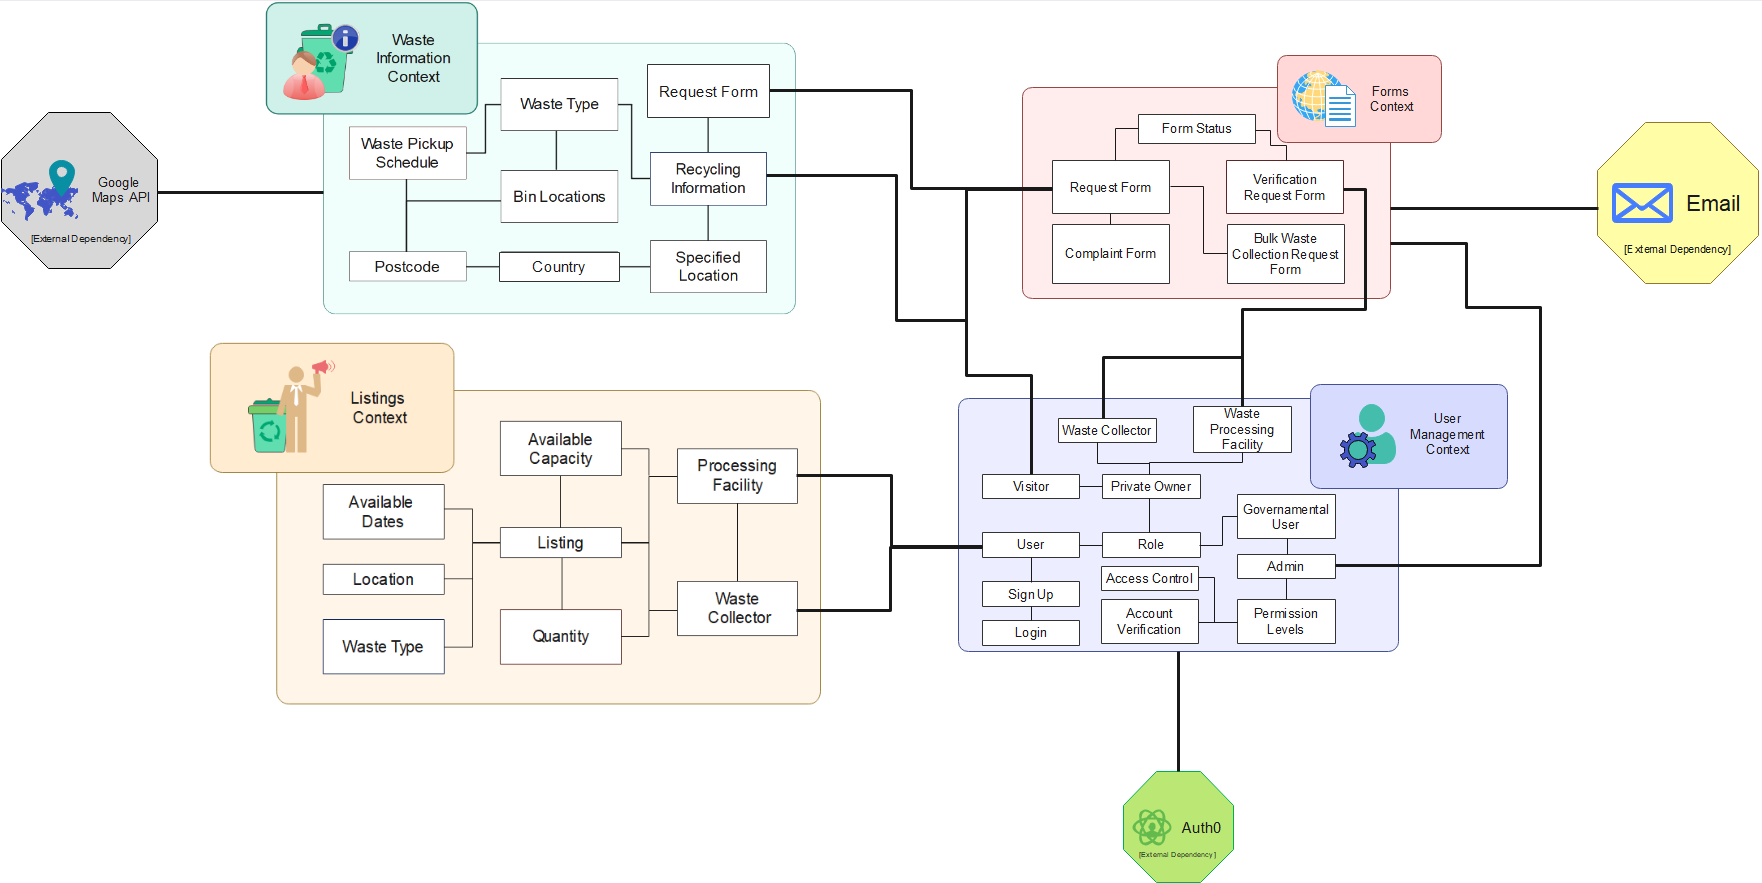 Waste
Information
Context
Waste Type
Request Form
Waste Pickup
Schedule
Recycling
Information
Bin Locations
Postcode
Country
Specified
Location
Google
Maps API
[External Dependency]
Forms
Context
Form Status
Request Form
Verification
Request Form
Complaint Form
Bulk Waste
Collection Request
Form
Email
[External Dependency]
Listings
Context
Available
Capacity
Processing
Facility
Available
Dates
Listing
Location
Waste
Collector
Quantity
Waste Type
User
Management
Context
Waste Collector
Waste
Processing
Facility
Visitor
Private Owner
Governamental
User
User
Role
Admin
Access Control
Sign Up
Account
Verification
Permission
Levels
Login
Auth0
[External Dependency]